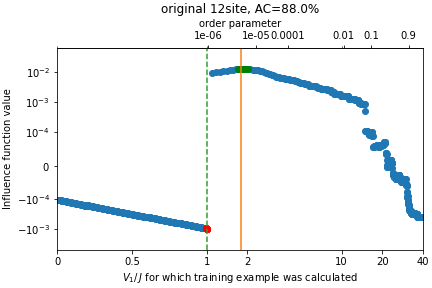 original 12site, AC=88.0%
order parameter
1e-06 1e-05 0.0001 0.01 0.1 0.9
Influence function value
10⁻²
10⁻³
10⁻⁴
0
−10⁻⁴
−10⁻³
0 0.5 1 2 10 20 40
V₁/J for which training example was calculated